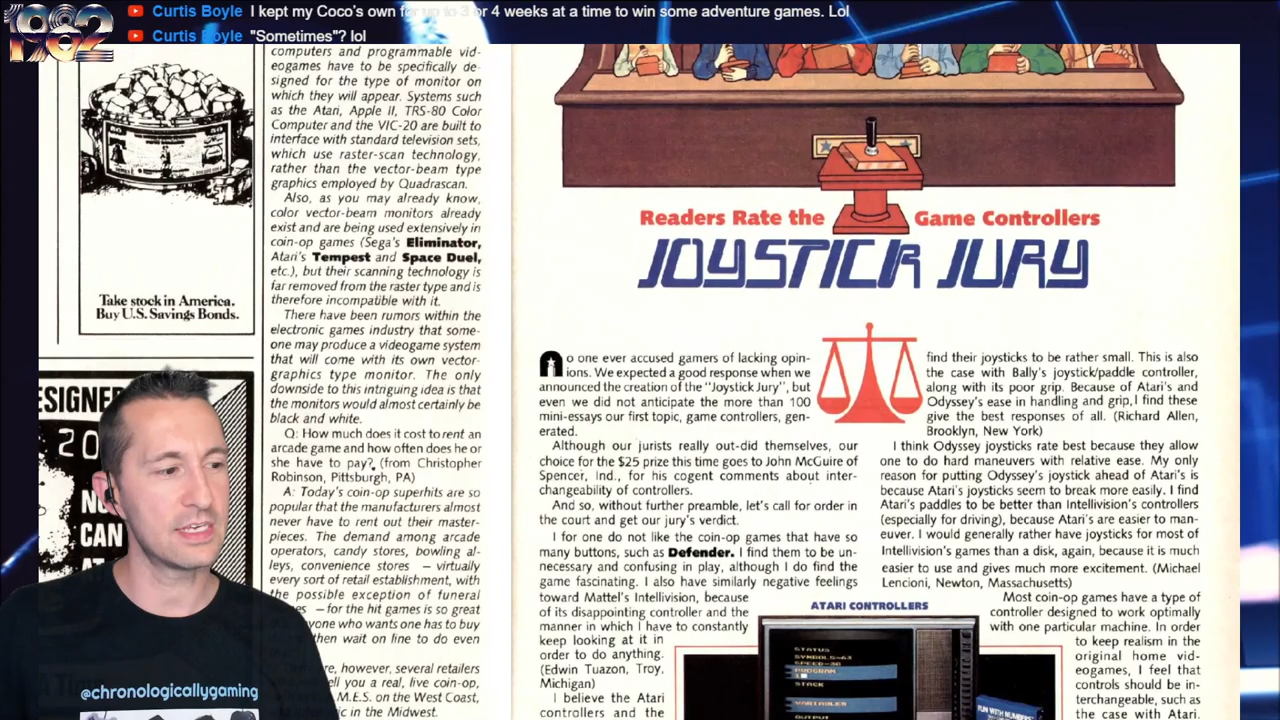 Curtis Boyle I kept my Coco's own for up to 3 or 4 weeks at a time to win some adventure games. Lol
Curtis Boyle "Sometimes"? lol
1982
Take stock in America.
Buy U.S. Savings Bonds.
computers and programmable vid-
eogames have to be specifically de-
signed for the type of monitor on
which they will appear. Systems such
as the Atari, Apple II, TRS-80 Color
Computer and the VIC-20 are built to
interface with standard television sets,
which use raster-scan technology,
rather than the vector-beam type
graphics employed by Quadrascan.
Also, as you may already know,
color vector-beam monitors already
exist and are being used extensively in
coin-op games (Sega's Eliminator,
Atari's Tempest and Space Duel,
etc.), but their scanning technology is
far removed from the raster type and is
therefore incompatible with it.
There have been rumors within the
electronic games industry that some-
one may produce a videogame system
that will come with its own vector-
graphics type monitor. The only
downside to this intriguing idea is that
the monitors would almost certainly be
black and white.
Q: How much does it cost to rent an
arcade game and how often does he or
she have to pay? (from Christopher
Robinson, Pittsburgh, PA)
A: Today's coin-op superhits are so
popular that the manufacturers almost
never have to rent out their master-
pieces. The demand among arcade
operators, candy stores, bowling al-
leys, convenience stores – virtually
every sort of retail establishment, with
the possible exception of funeral
– for the hit games is so great
one who wants one has to buy
then wait on line to do even
however, several retailers
ll you a real, live coin-op,
M.E.S. on the West Coast,
in the Midwest.
20
CAN
@chronologicallygaming
Readers Rate the Game Controllers
JOYSTICK JURY
No one ever accused gamers of lacking opin-
ions. We expected a good response when we
announced the creation of the "Joystick Jury", but
even we did not anticipate the more than 100
mini-essays our first topic, game controllers, gen-
erated.
Although our jurists really out-did themselves, our
choice for the $25 prize this time goes to John McGuire of
Spencer, Ind., for his cogent comments about inter-
changeability of controllers.
And so, without further preamble, let's call for order in
the court and get our jury's verdict.
I for one do not like the coin-op games that have so
many buttons, such as Defender. I find them to be un-
necessary and confusing in play, although I do find the
game fascinating. I also have similarly negative feelings
toward Mattel's Intellivision, because
of its disappointing controller and the
manner in which I have to constantly
keep looking at it in
order to do anything.
(Edwin Tuazon, Troy,
Michigan)
I believe the Atari
controllers and the
find their joysticks to be rather small. This is also
the case with Bally's joystick/paddle controller,
along with its poor grip. Because of Atari's and
Odyssey's ease in handling and grip, I find these
give the best responses of all. (Richard Allen,
Brooklyn, New York)
I think Odyssey joysticks rate best because they allow
one to do hard maneuvers with relative ease. My only
reason for putting Odyssey's joystick ahead of Atari's is
because Atari's joysticks seem to break more easily. I find
Atari's paddles to be better than Intellivision's controllers
(especially for driving), because Atari's are easier to man-
euver. I would generally rather have joysticks for most of
Intellivision's games than a disk, again, because it is much
easier to use and gives much more excitement. (Michael
Lencioni, Newton, Massachusetts)
Most coin-op games have a type of
controller designed to work optimally
with one particular machine. In order
to keep realism in the
original home vid-
eogames, I feel that
controls should be in-
terchangeable, such as
the case with Atari
ATARI CONTROLLERS
STATUS
SYMBOLS=63
SPEED=30
PROGRAM
STACK
VARIABLES
OUTPUT